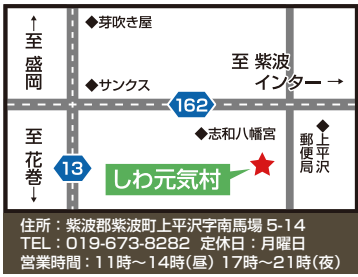 ↑至 盛岡
◆芽吹き屋
◆サンクス
至 紫波
インター→
162
◆志和八幡宮
◆上平沢
郵便局
至 花巻↓
13
しわ元気村
住所：紫波郡紫波町上平沢字南馬場 5-14
TEL：019-673-8282 定休日：月曜日
営業時間：11時〜14時(昼) 17時〜21時(夜)